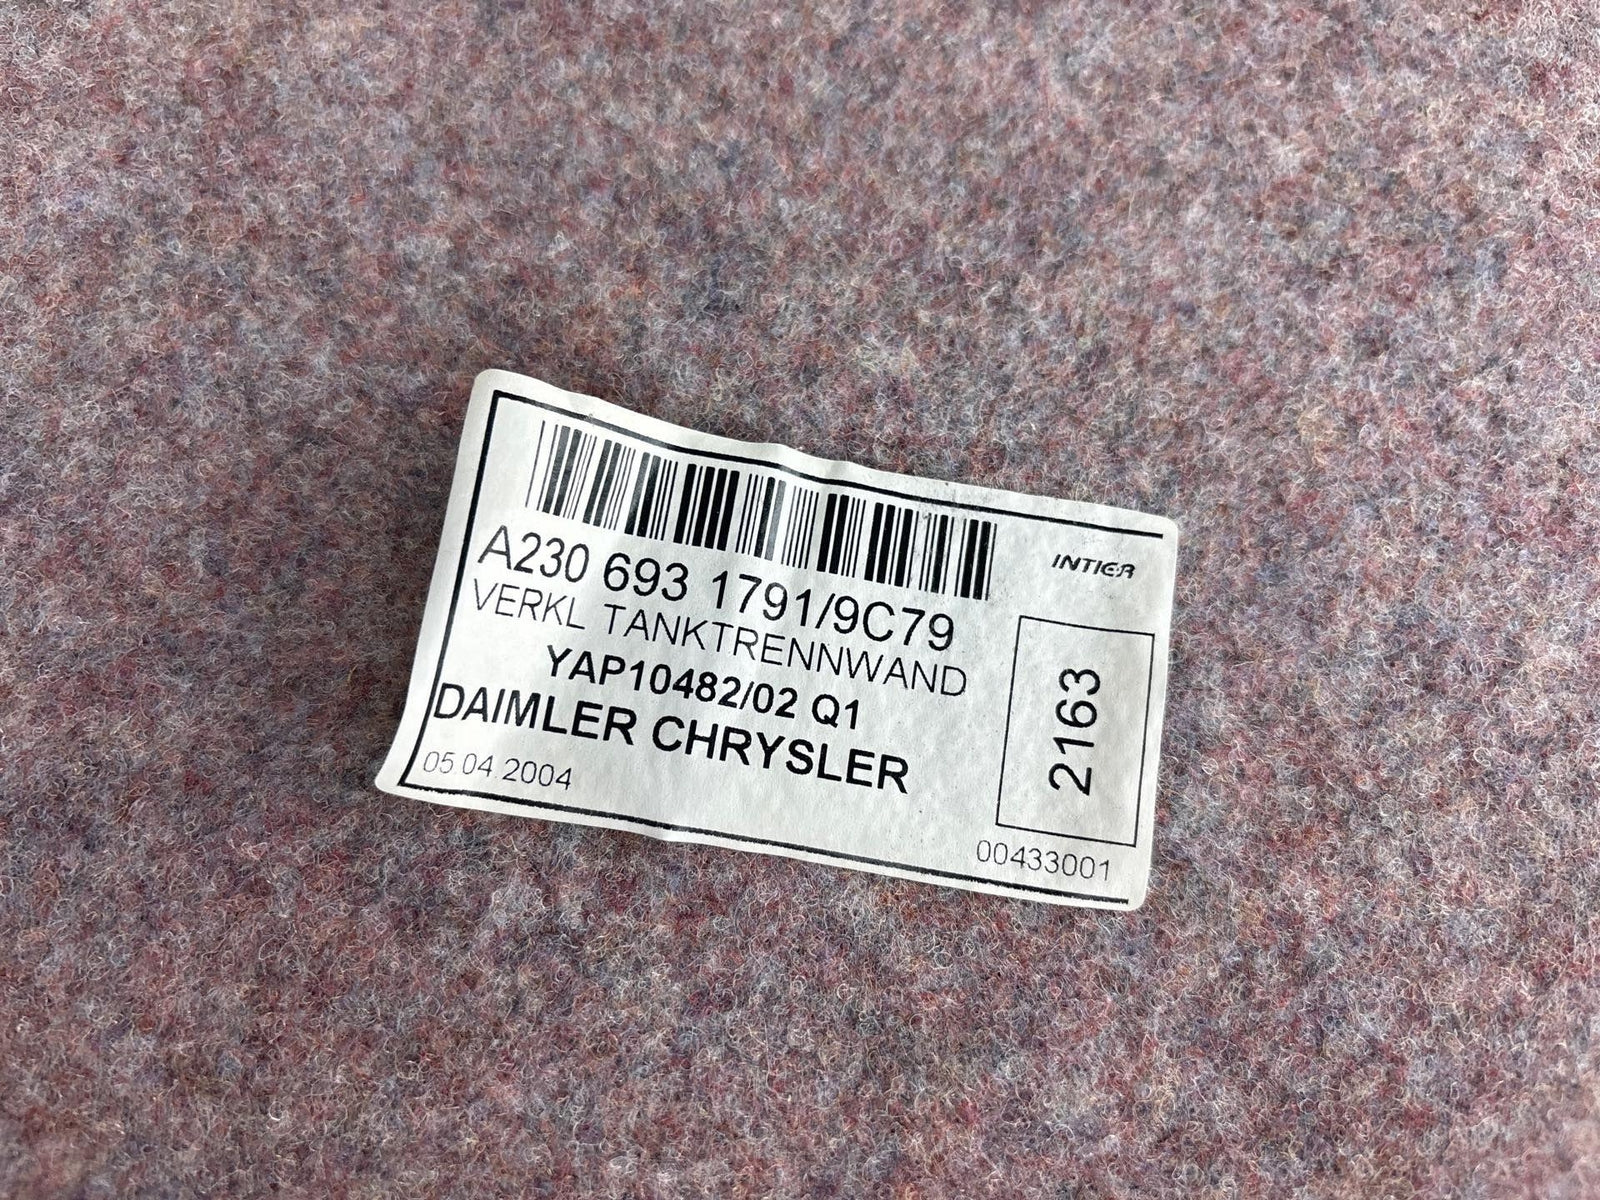 A230 693 1791/9C79
INTIER
VERKL TANKTRENNWAND
YAP10482/02 Q1
DAIMLER CHRYSLER
2163
05.04.2004
00433001